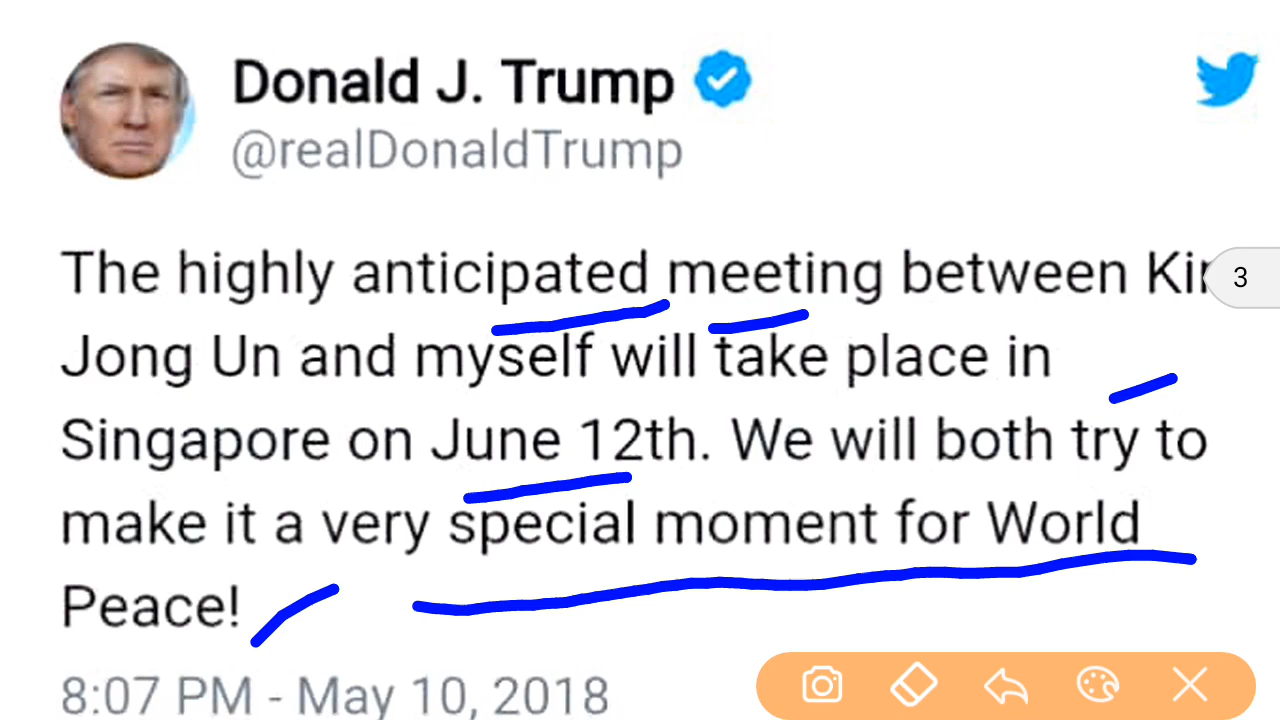 Donald J. Trump
@realDonaldTrump
The highly anticipated meeting between Kir
3
Jong Un and myself will take place in
Singapore on June 12th. We will both try to
make it a very special moment for World
Peace!
8:07 PM - May 10, 2018